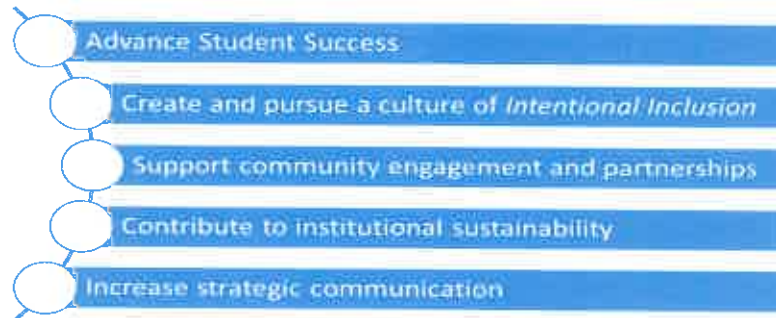 Advance Student Success
Create and pursue a culture of Intentional Inclusion
Support community engagement and partnerships
Contribute to institutional sustainability
Increase strategic communication